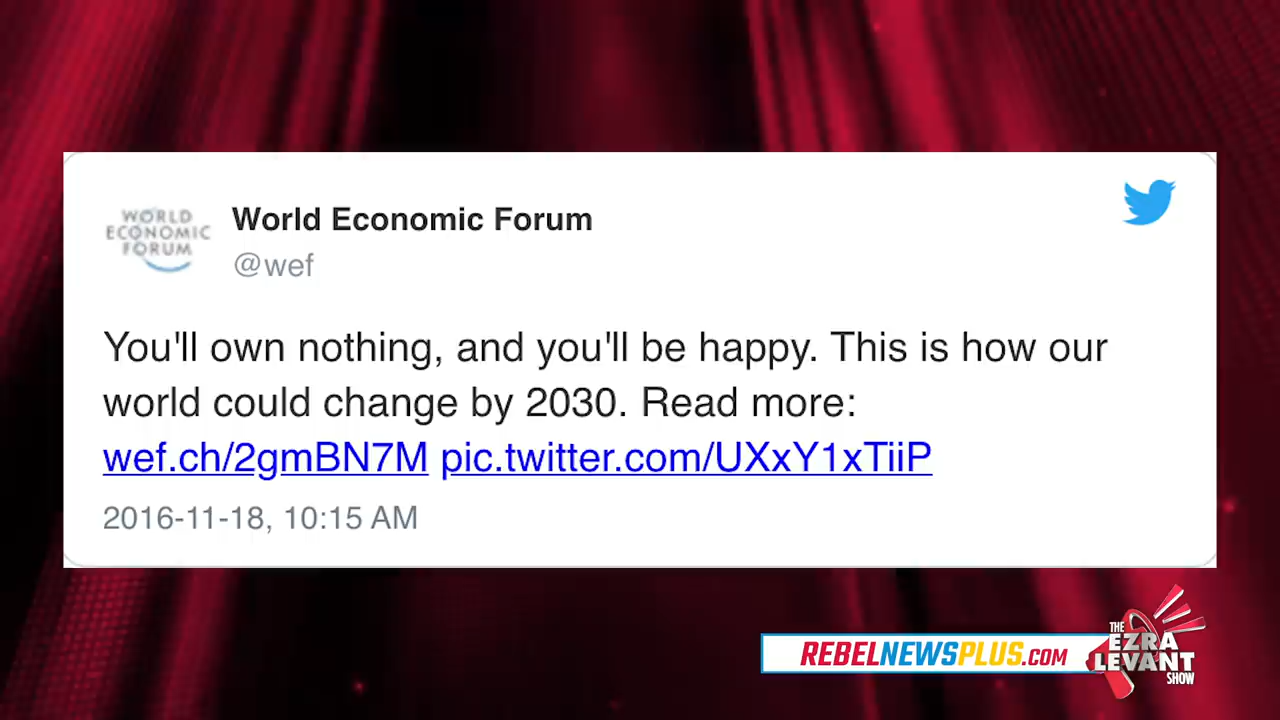 WORLD
ECONOMIC
FORUM
World Economic Forum
@wef
You'll own nothing, and you'll be happy. This is how our
world could change by 2030. Read more:
wef.ch/2gmBN7M pic.twitter.com/UXxY1xTiiP
2016-11-18, 10:15 AM
REBELNEWSPLUS.COM
THE
EZRA
LEVANT
SHOW